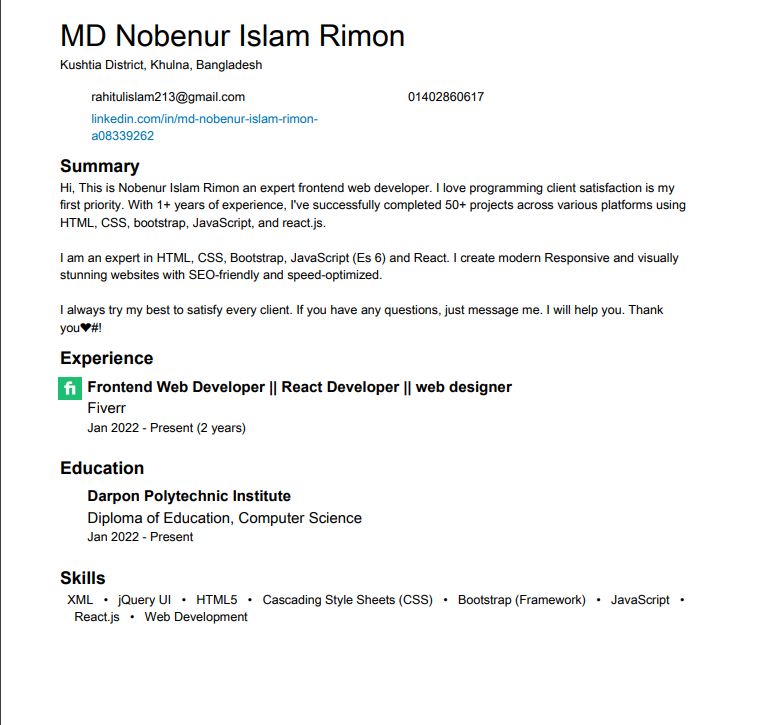 MD Nobenur Islam Rimon
Kushtia District, Khulna, Bangladesh
rahitulislam213@gmail.com 01402860617
linkedin.com/in/md-nobenur-islam-rimon-
a08339262
Summary
Hi, This is Nobenur Islam Rimon an expert frontend web developer. I love programming client satisfaction is my
first priority. With 1+ years of experience, I've successfully completed 50+ projects across various platforms using
HTML, CSS, bootstrap, JavaScript, and react.js.
I am an expert in HTML, CSS, Bootstrap, JavaScript (Es 6) and React. I create modern Responsive and visually
stunning websites with SEO-friendly and speed-optimized.
I always try my best to satisfy every client. If you have any questions, just message me. I will help you. Thank
you❤#!
Experience
fi Frontend Web Developer || React Developer || web designer
Fiverr
Jan 2022 - Present (2 years)
Education
Darpon Polytechnic Institute
Diploma of Education, Computer Science
Jan 2022 - Present
Skills
XML • jQuery UI • HTML5 • Cascading Style Sheets (CSS) • Bootstrap (Framework) • JavaScript •
React.js • Web Development